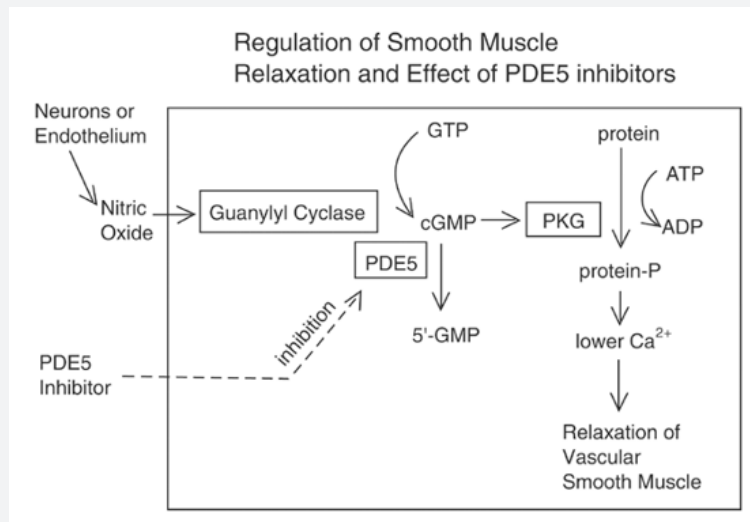 Regulation of Smooth Muscle
Relaxation and Effect of PDE5 inhibitors
Neurons or
Endothelium
Nitric
Oxide
Guanylyl Cyclase
GTP
cGMP
PDE5
5'-GMP
PKG
protein
ATP
ADP
protein-P
lower Ca²⁺
Relaxation of
Vascular
Smooth Muscle
PDE5
Inhibitor
inhibition